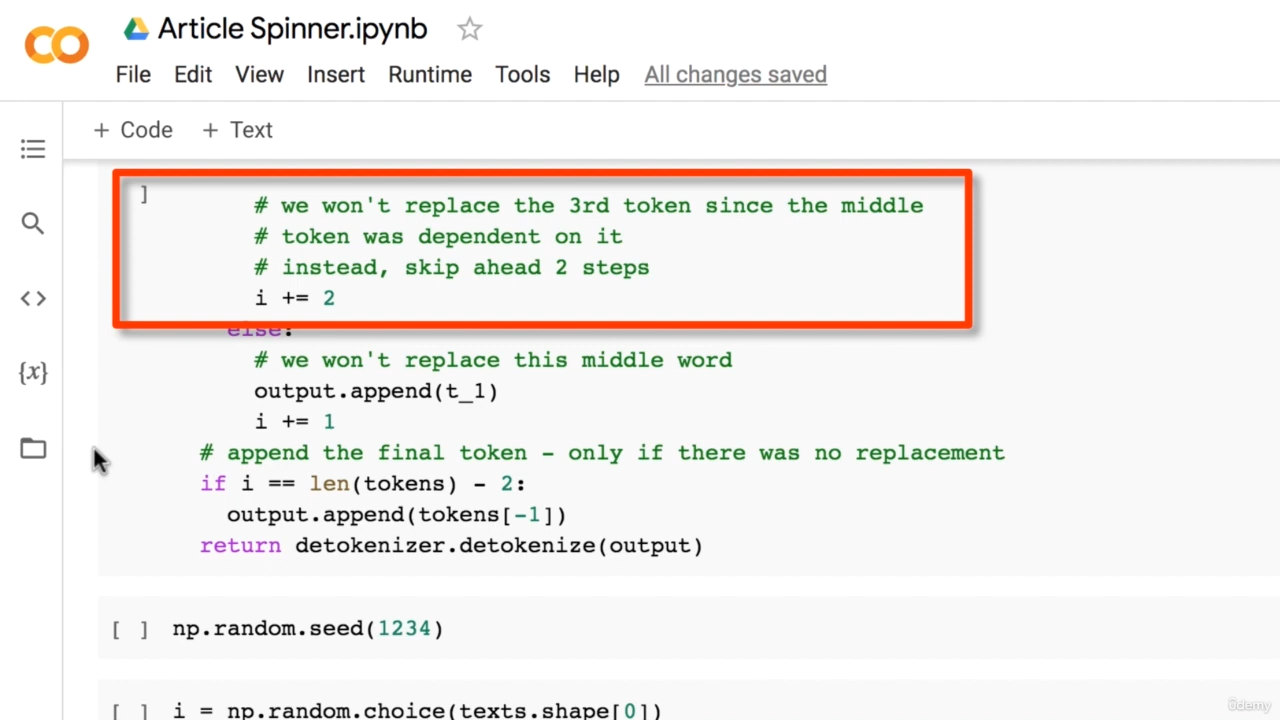 Article Spinner.ipynb
File Edit View Insert Runtime Tools Help All changes saved
+ Code + Text
]
# we won't replace the 3rd token since the middle
# token was dependent on it
# instead, skip ahead 2 steps
i += 2
else:
# we won't replace this middle word
output.append(t_1)
i += 1
# append the final token - only if there was no replacement
if i == len(tokens) - 2:
output.append(tokens[-1])
return detokenizer.detokenize(output)
[ ] np.random.seed(1234)
[ ] i = np.random.choice(texts.shape[0])
{x}
ûdemy